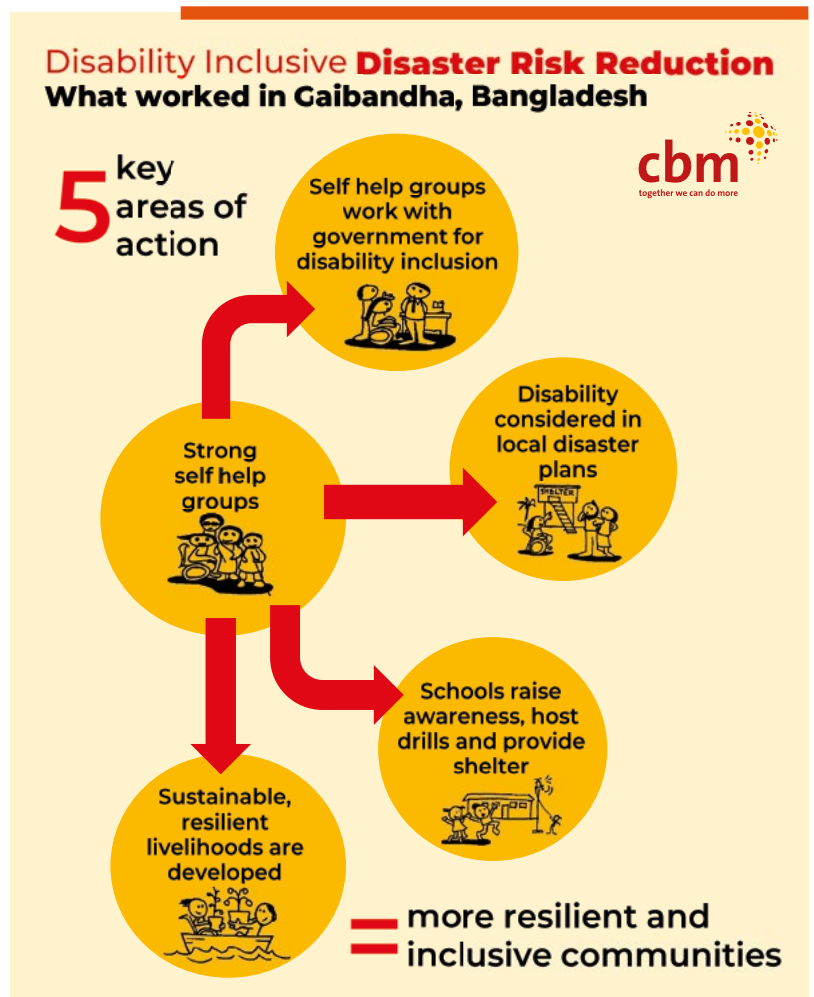 Disability Inclusive Disaster Risk Reduction
What worked in Gaibandha, Bangladesh
cbm
together we can do more
5
key
areas of
action
Self help groups
work with
government for
disability inclusion
Disability
considered in
local disaster
plans
SHELTER
Strong
self help
groups
Schools raise
awareness, host
drills and provide
shelter
Sustainable,
resilient
livelihoods are
developed
= more resilient and
inclusive communities